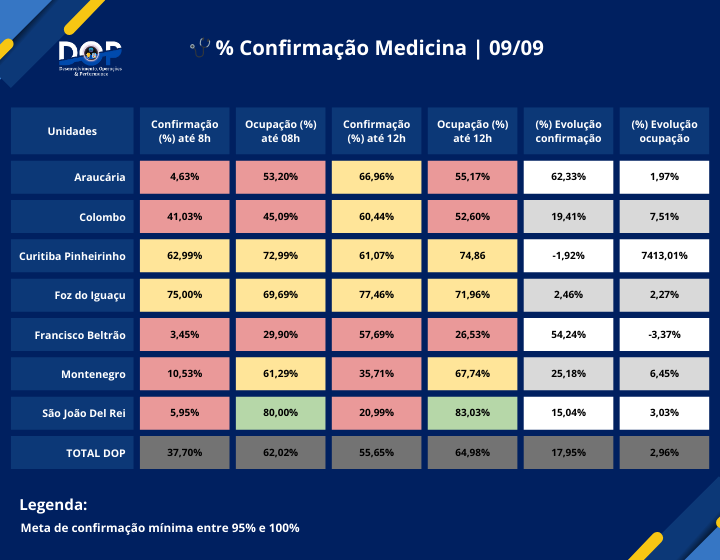 DOP
Desenvolvimento, Operações
& Performance
% Confirmação Medicina | 09/09
Unidades
Confirmação (%) até 8h
Ocupação (%) até 08h
Confirmação (%) até 12h
Ocupação (%) até 12h
(%) Evolução confirmação
(%) Evolução ocupação
Araucária 4,63% 53,20% 66,96% 55,17% 62,33% 1,97%
Colombo 41,03% 45,09% 60,44% 52,60% 19,41% 7,51%
Curitiba Pinheirinho 62,99% 72,99% 61,07% 74,86 -1,92% 7413,01%
Foz do Iguaçu 75,00% 69,69% 77,46% 71,96% 2,46% 2,27%
Francisco Beltrão 3,45% 29,90% 57,69% 26,53% 54,24% -3,37%
Montenegro 10,53% 61,29% 35,71% 67,74% 25,18% 6,45%
São João Del Rei 5,95% 80,00% 20,99% 83,03% 15,04% 3,03%
TOTAL DOP 37,70% 62,02% 55,65% 64,98% 17,95% 2,96%
Legenda:
Meta de confirmação mínima entre 95% e 100%